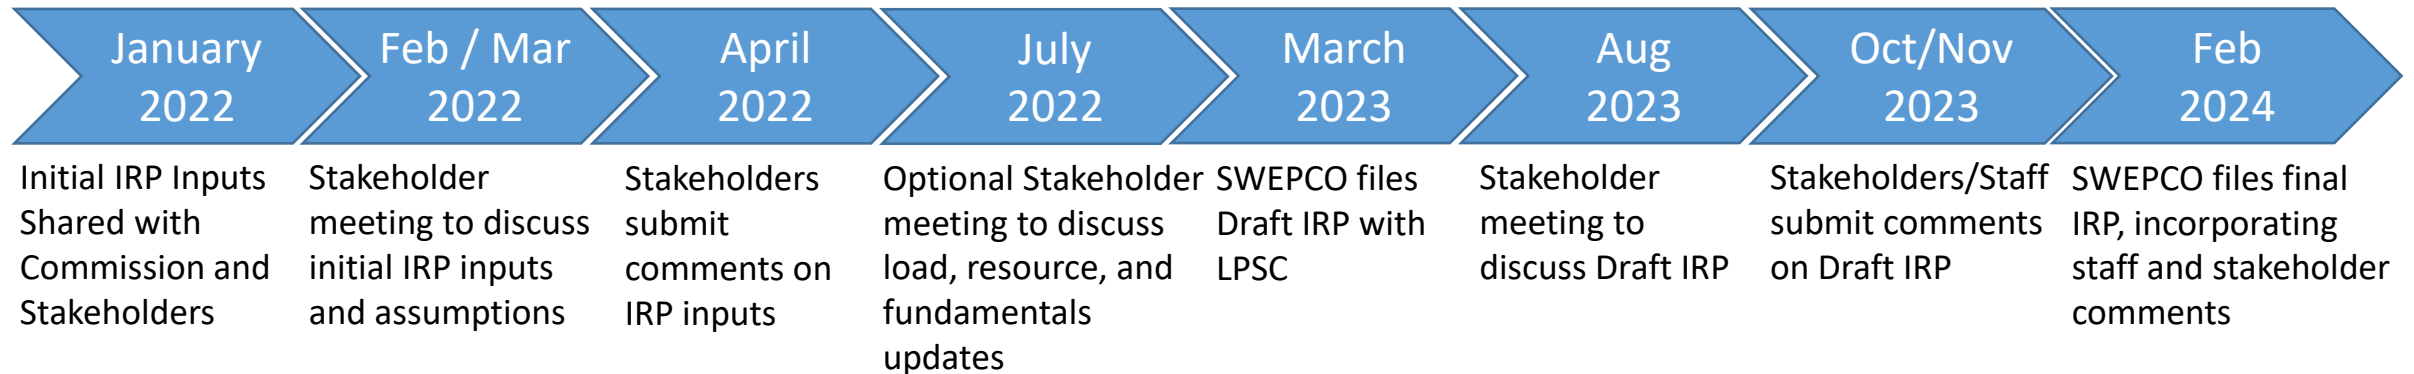 January
2022
Feb / Mar
2022
April
2022
July
2022
March
2023
Aug
2023
Oct/Nov
2023
Feb
2024
Initial IRP Inputs
Shared with
Commission and
Stakeholders
Stakeholder
meeting to discuss
initial IRP inputs
and assumptions
Stakeholders
submit
comments on
IRP inputs
Optional Stakeholder
meeting to discuss
load, resource, and
fundamentals
updates
SWEPCO files
Draft IRP with
LPSC
Stakeholder
meeting to
discuss Draft IRP
Stakeholders/Staff
submit comments
on Draft IRP
SWEPCO files final
IRP, incorporating
staff and stakeholder
comments